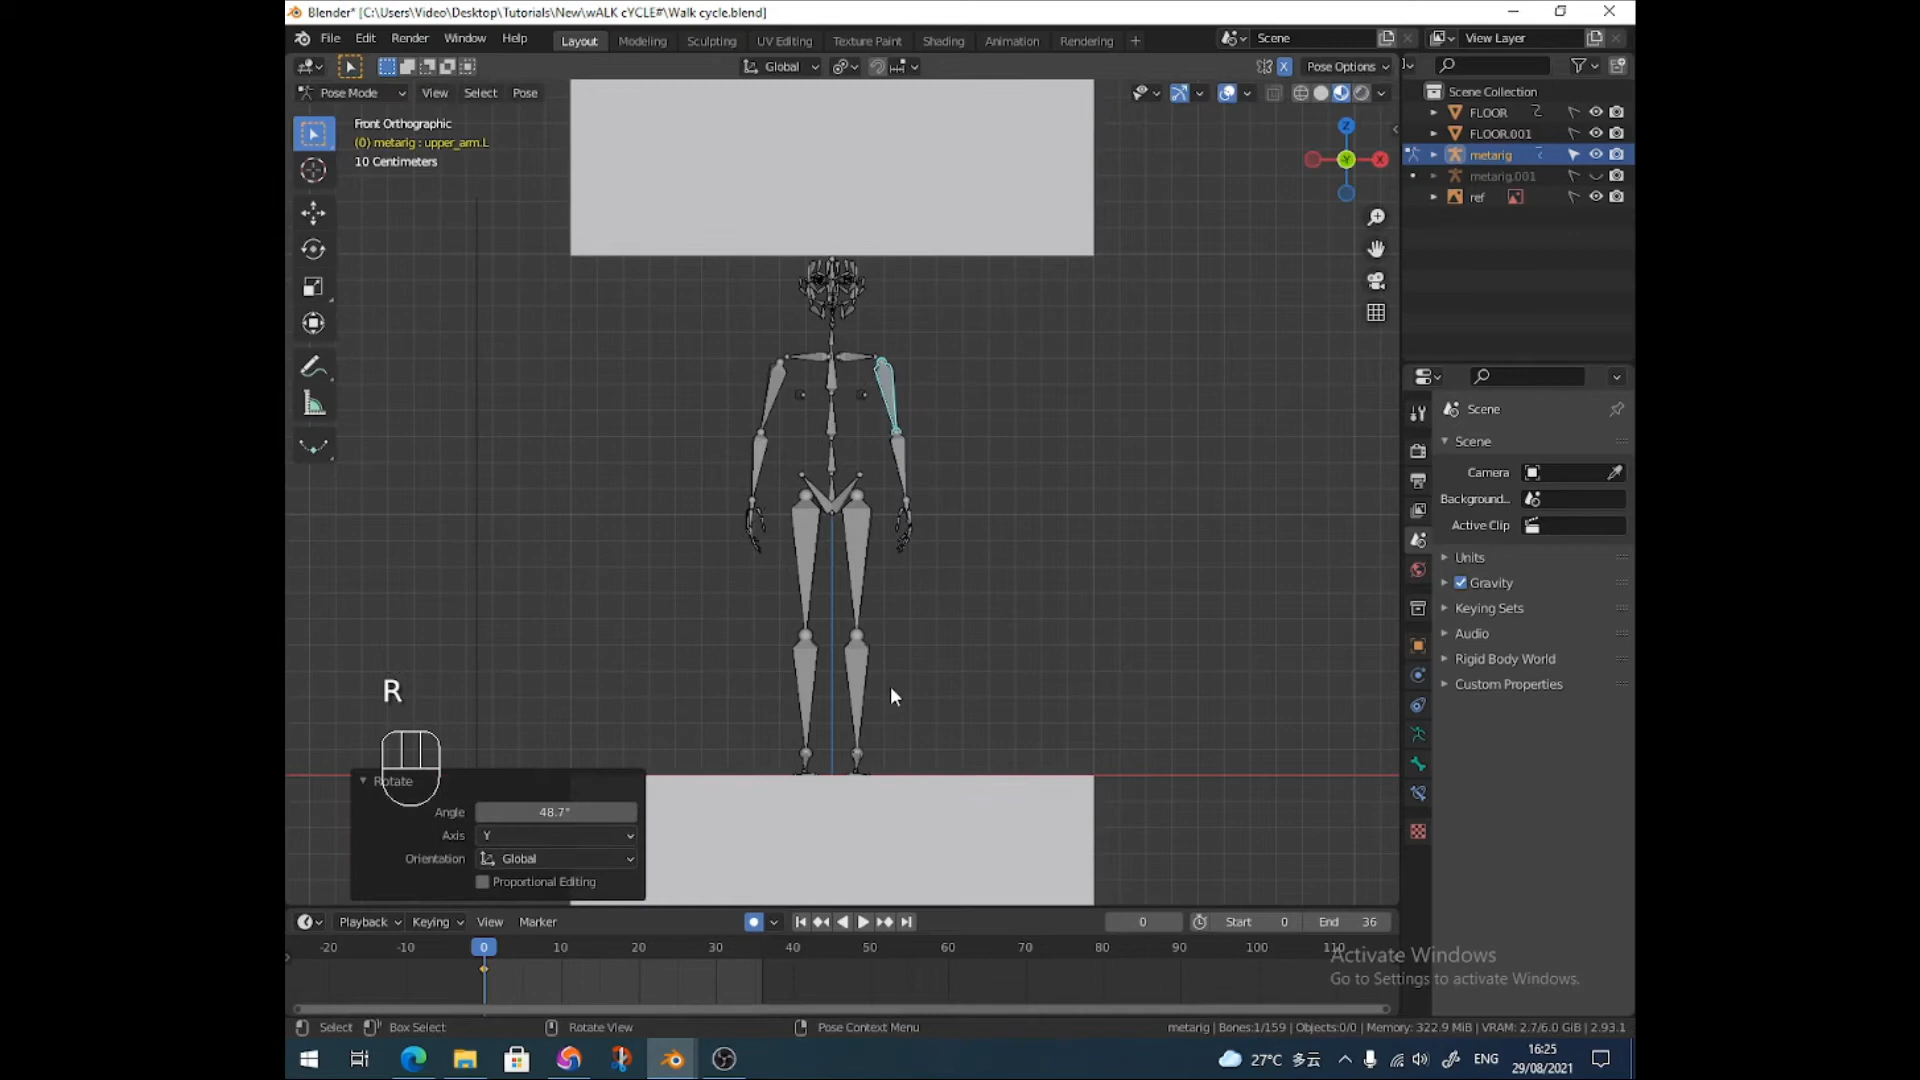 Blender* [C:\Users\Video\Desktop\Tutorials\New\wALK cYCLE#\Walk cycle.blend]
File Edit Render Window Help Layout Modeling Sculpting UV Editing Texture Paint Shading Animation Rendering + Scene View Layer
Global X Pose Options
Pose Mode View Select Pose
Scene Collection
FLOOR
FLOOR.001
metarig
metarig.001
ref
Front Orthographic
(0) metarig : upper_arm.L
10 Centimeters
Z
Y
X
Scene
Scene
Camera
Background..
Active Clip
Units
Gravity
Keying Sets
Audio
Rigid Body World
Custom Properties
R
Rotate
Angle 48.7°
Axis Y
Orientation Global
Proportional Editing
Playback Keying View Marker 0 Start 0 End 36
-20 -10 0 10 20 30 40 50 60 70 80 90 100 110
Activate Windows
Go to Settings to activate Windows.
Select Box Select Rotate View Pose Context Menu metarig | Bones:1/159 | Objects:0/0 | Memory: 322.9 MiB | VRAM: 2.7/6.0 GiB | 2.93.1
27°C 多云 ENG 16:25
29/08/2021